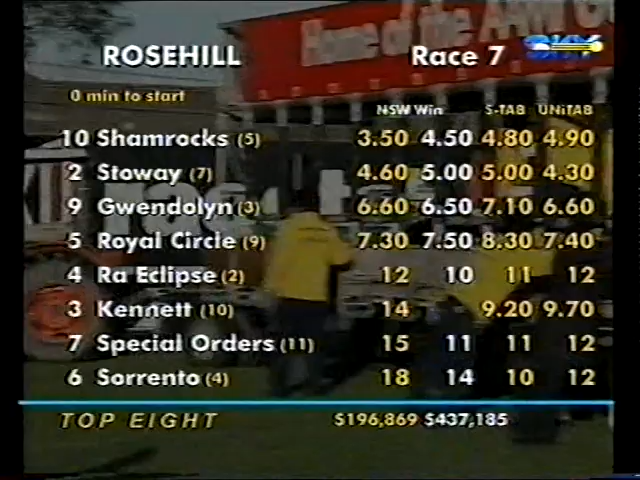 Home of the
ROSEHILL Race 7 SKY
0 min to start
NSW Win S-TAB UNiTAB
10 Shamrocks (5) 3.50 4.50 4.80 4.90
2 Stoway (7) 4.60 5.00 5.00 4.30
9 Gwendolyn (3) 6.60 6.50 7.10 6.60
5 Royal Circle (9) 7.30 7.50 8.30 7.40
4 Ra Eclipse (2) 12 10 11 12
3 Kennett (10) 14 9.20 9.70
7 Special Orders (11) 15 11 11 12
6 Sorrento (4) 18 14 10 12
TOP EIGHT $196,869 $437,185